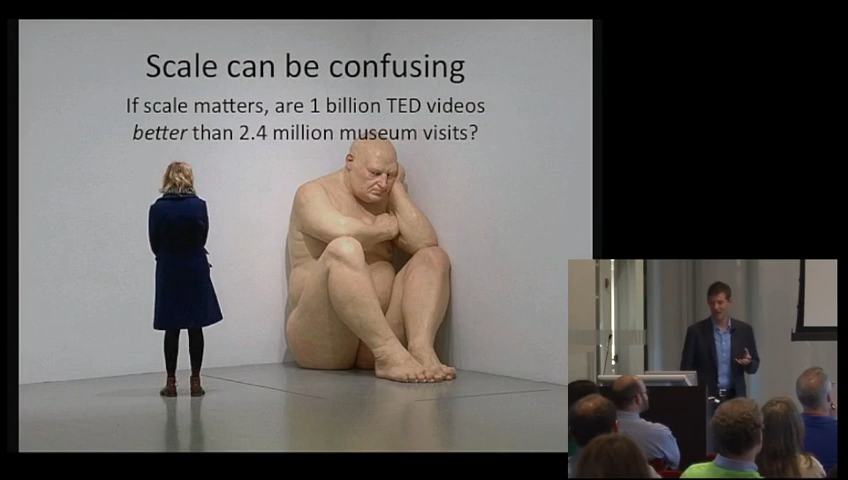 Scale can be confusing
If scale matters, are 1 billion TED videos
better than 2.4 million museum visits?